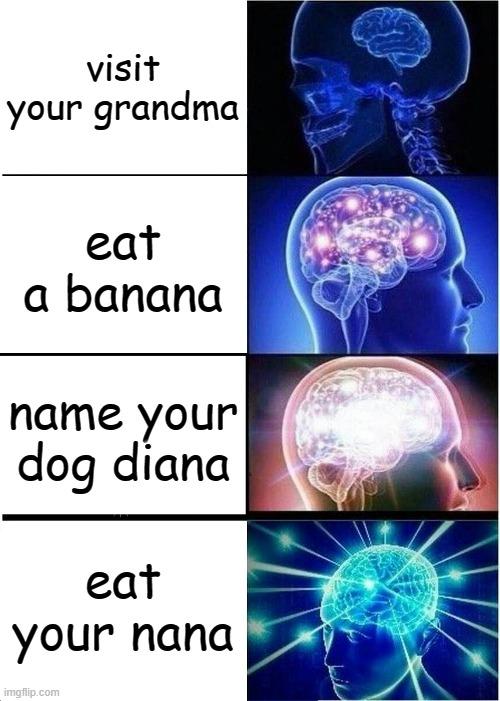 visit
your grandma
eat
a banana
name your
dog diana
eat
your nana
imgflip.com